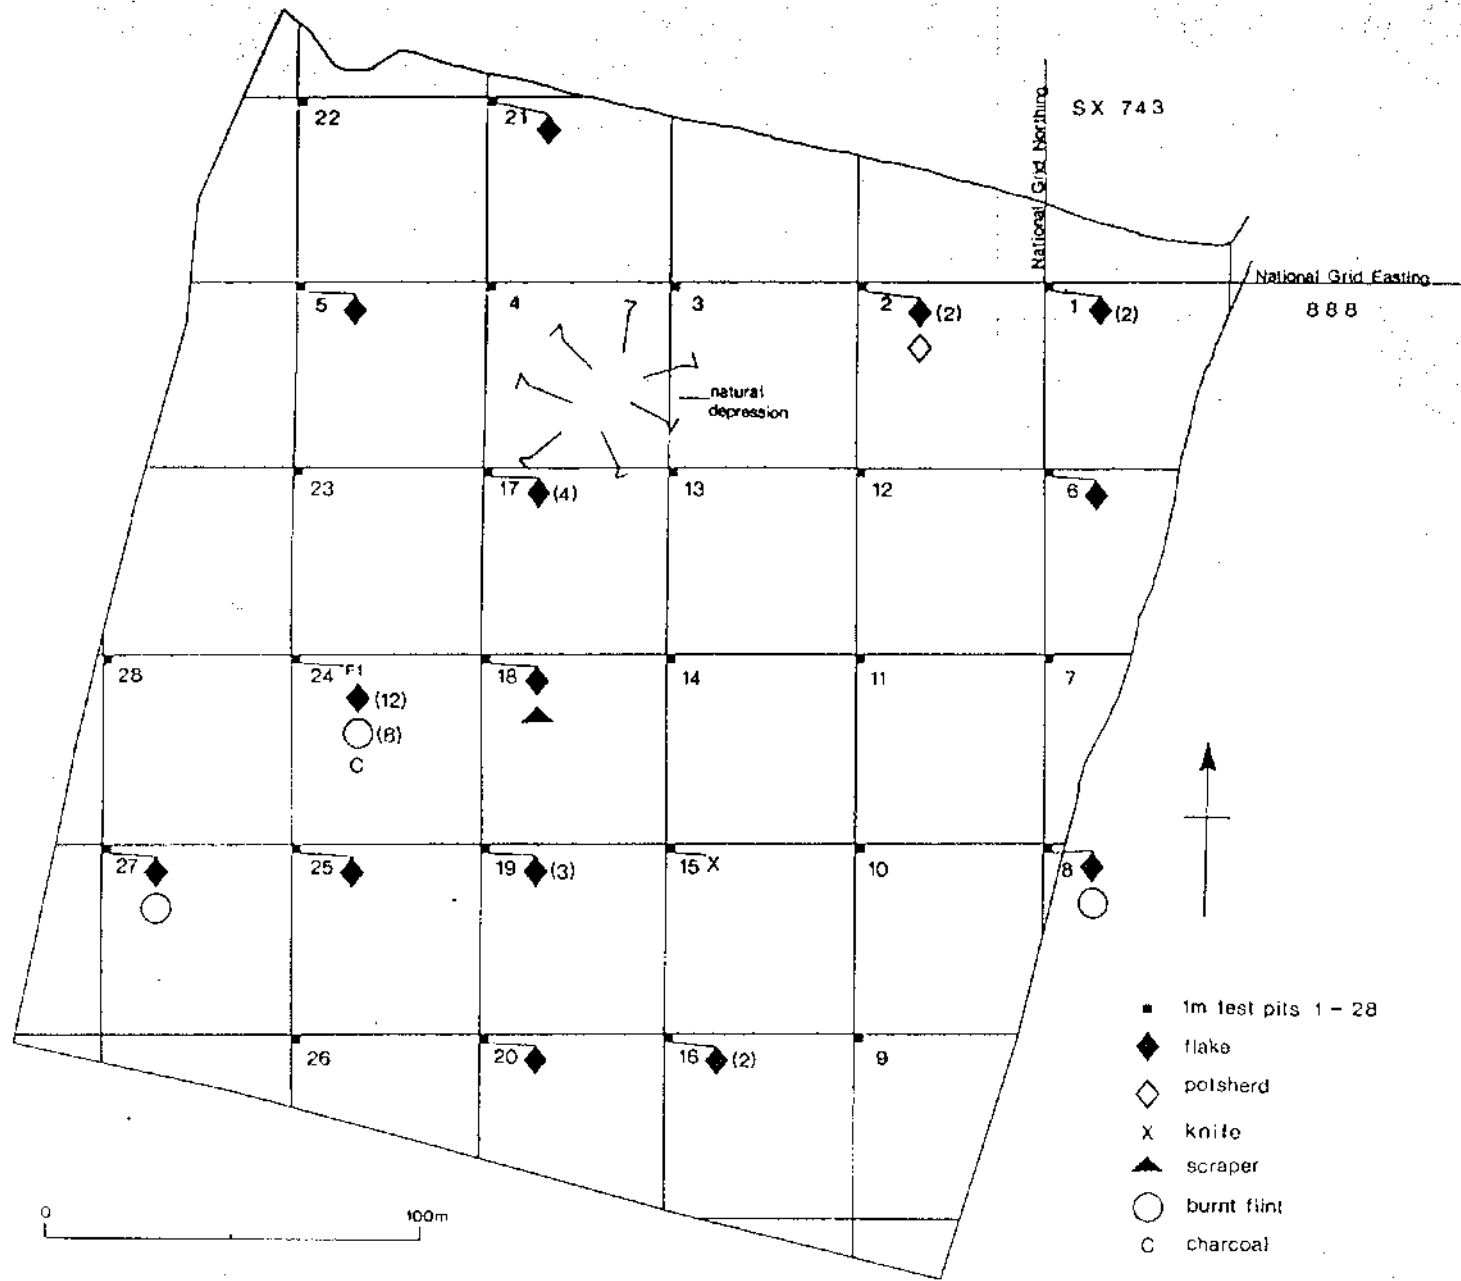 SX 743
National Grid Northing
22
21
National Grid Easting
888
5
4
3
2
(2)
1
(2)
natural
depression
23
17
(4)
13
12
6
28
24
F1
(12)
(8)
C
18
14
11
7
27
25
19
(3)
15
X
10
8
26
20
16
(2)
9
1m test pits 1 – 28
flake
potsherd
X knife
scraper
burnt flint
C charcoal
0
100m